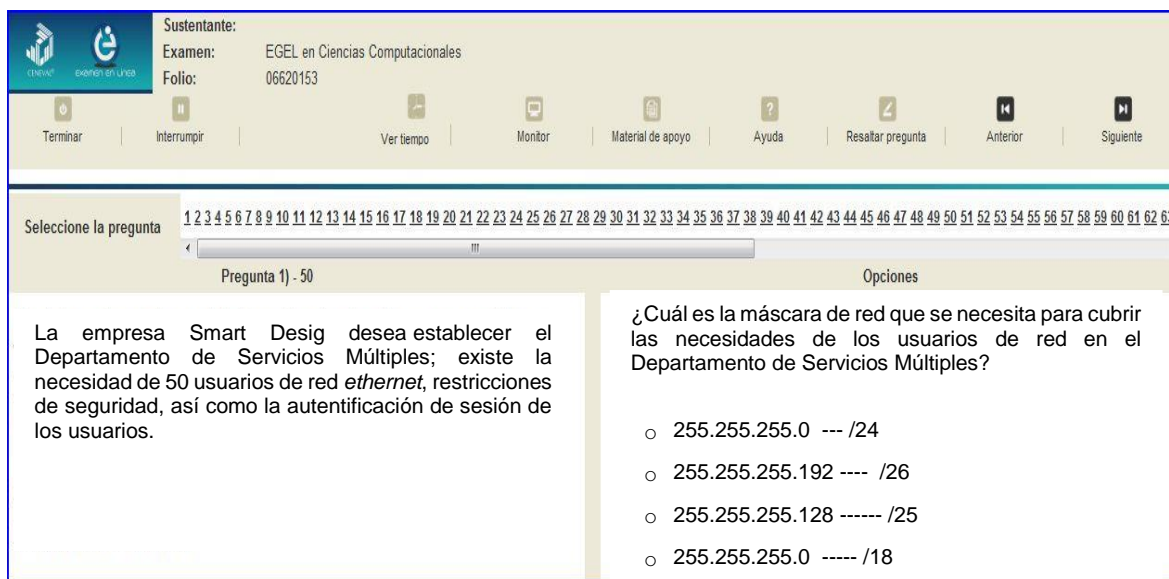 Sustentante:
Examen: EGEL en Ciencias Computacionales
Folio: 06620153
CENEVAL examen en Línea
Terminar Interrumpir Ver tiempo Monitor Material de apoyo Ayuda Resaltar pregunta Anterior Siguiente
Seleccione la pregunta 1 2 3 4 5 6 7 8 9 10 11 12 13 14 15 16 17 18 19 20 21 22 23 24 25 26 27 28 29 30 31 32 33 34 35 36 37 38 39 40 41 42 43 44 45 46 47 48 49 50 51 52 53 54 55 56 57 58 59 60 61 62
Pregunta 1) - 50
La empresa Smart Desig desea establecer el
Departamento de Servicios Múltiples; existe la
necesidad de 50 usuarios de red ethernet, restricciones
de seguridad, así como la autentificación de sesión de
los usuarios.
Opciones
¿Cuál es la máscara de red que se necesita para cubrir
las necesidades de los usuarios de red en el
Departamento de Servicios Múltiples?
255.255.255.0 --- /24
255.255.255.192 ---- /26
255.255.255.128 ------ /25
255.255.255.0 ----- /18